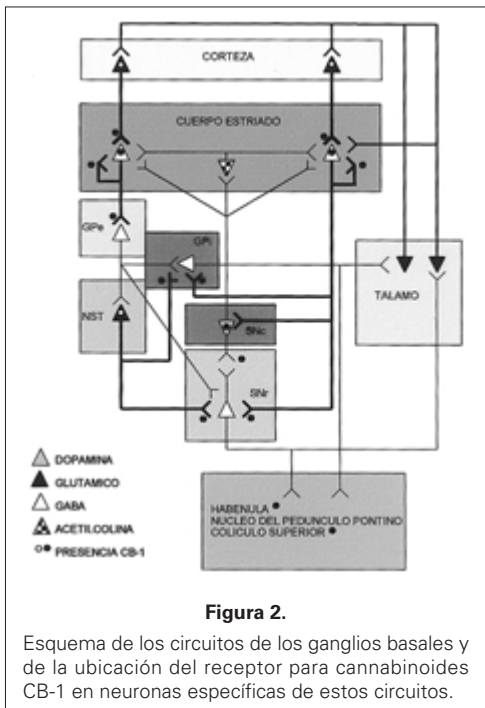 CORTEZA
CUERPO ESTRIADO
GPe
GPi
TALAMO
NST
SNc
SNr
DOPAMINA
GLUTAMICO
GABA
ACETILCOLINA
PRESENCIA CB-1
HABENULA
NUCLEO DEL PEDUNCULO PONTINO
COLICULO SUPERIOR
Figura 2.
Esquema de los circuitos de los ganglios basales y
de la ubicación del receptor para cannabinoides
CB-1 en neuronas específicas de estos circuitos.